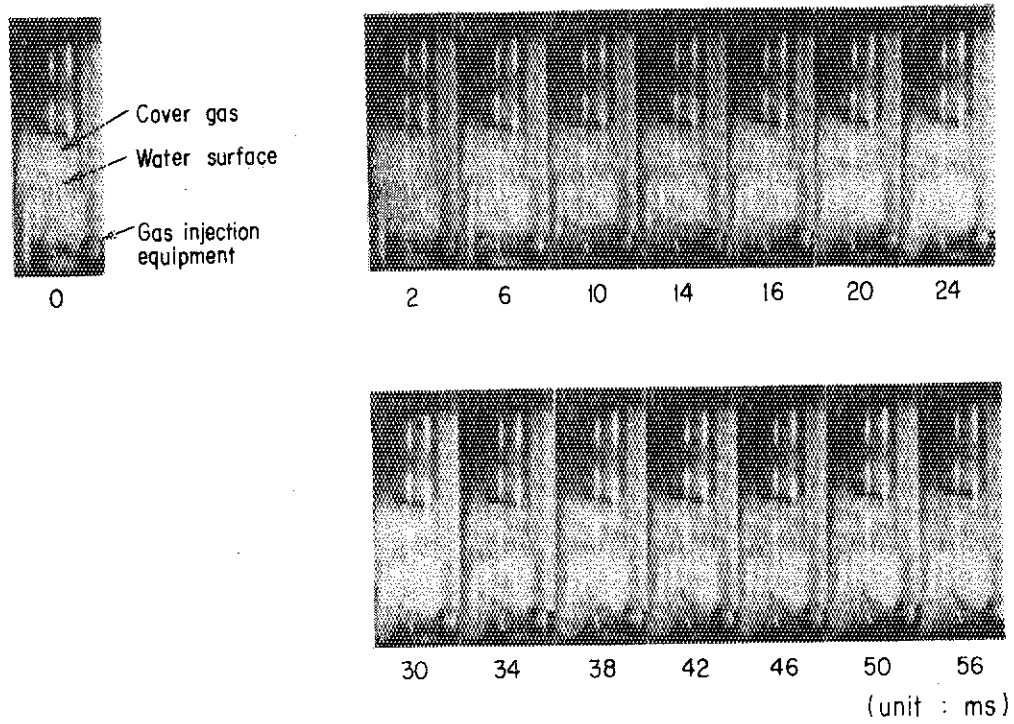 Cover gas
Water surface
Gas injection
equipment
0
2 6 10 14 16 20 24
30 34 38 42 46 50 56
(unit : ms)